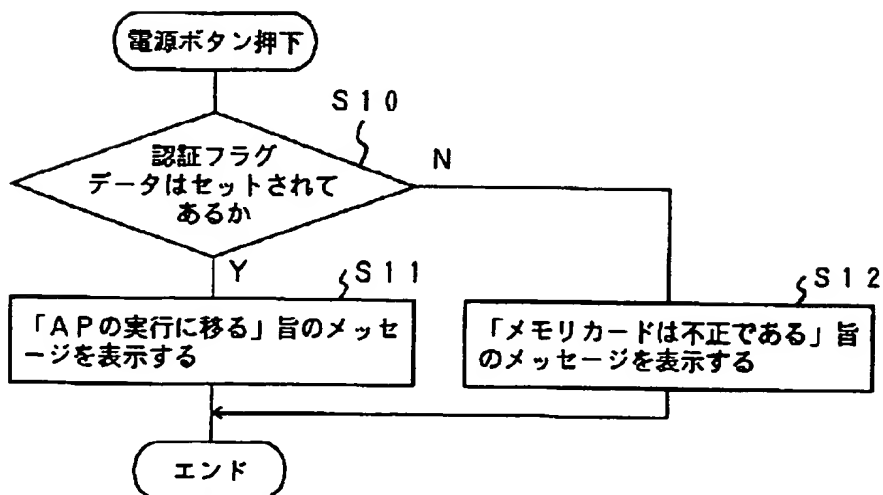 電源ボタン押下
S10
認証フラグ
データはセットされて
あるか
N
Y
S11
「APの実行に移る」旨のメッセ
ージを表示する
S12
「メモリカードは不正である」旨
のメッセージを表示する
エンド